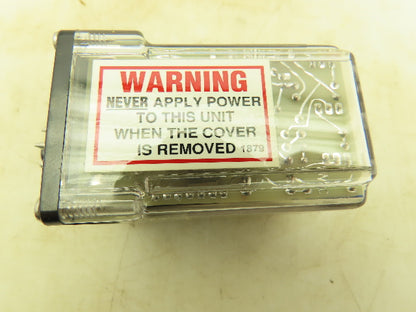 WARNING
NEVER APPLY POWER
TO THIS UNIT
WHEN THE COVER
IS REMOVED 1879